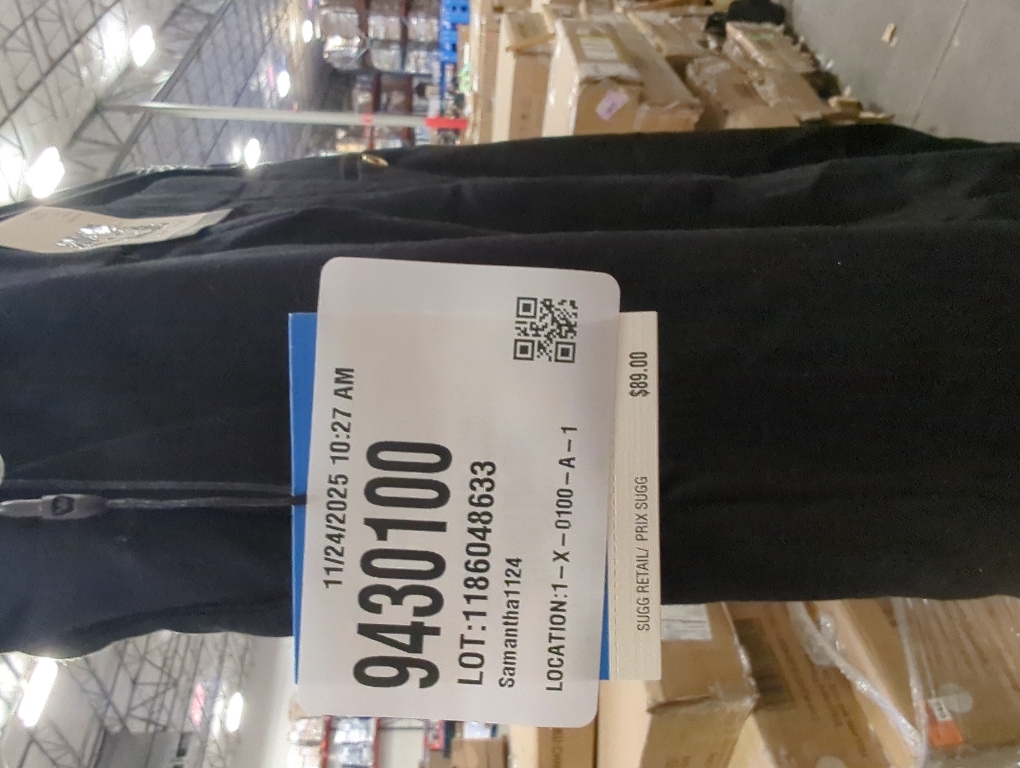 11/24/2025 10:27 AM
9430100
LOT:1186048633
Samantha1124
LOCATION:1-X-0100-A-1
SUGG RETAIL/ PRIX SUGG $89.00